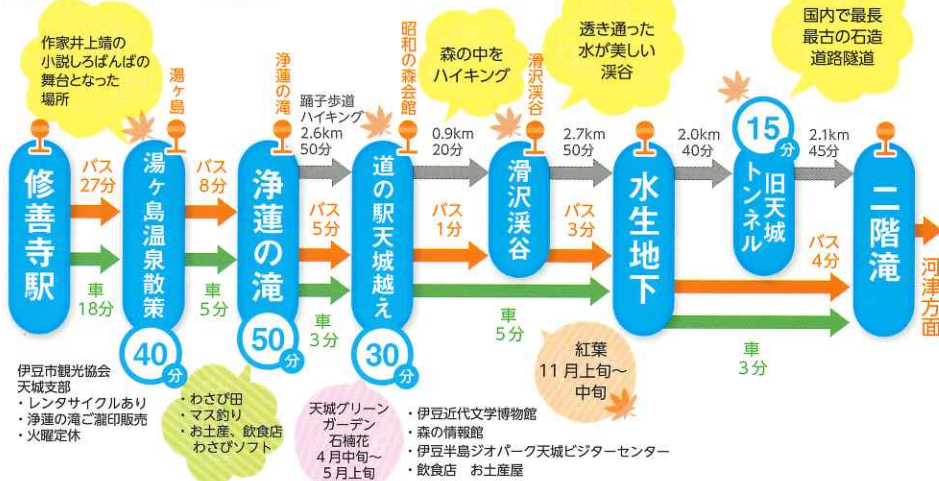 作家井上靖の
小説しろばんばの
舞台となった
場所
森の中を
ハイキング
透き通った
水が美しい
渓谷
国内で最長
最古の石造
道路隧道
湯ヶ島
浄蓮の滝
昭和の森会館
滑沢渓谷
踊子歩道
ハイキング
2.6km
50分
0.9km
20分
2.7km
50分
2.0km
40分
2.1km
45分
修善寺駅
バス
27分
車
18分
湯ヶ島温泉散策
40分
バス
8分
車
5分
浄蓮の滝
50分
バス
5分
車
3分
道の駅天城越え
30分
バス
1分
滑沢渓谷
バス
3分
車
5分
水生地下
15分
旧天城
トンネル
バス
4分
車
3分
二階滝
河津方面
伊豆市観光協会
天城支部
・レンタサイクルあり
・浄蓮の滝ご瀧印販売
・火曜定休
・わさび田
・マス釣り
・お土産、飲食店
わさびソフト
天城グリーン
ガーデン
石楠花
4月中旬～
5月上旬
・伊豆近代文学博物館
・森の情報館
・伊豆半島ジオパーク天城ビジターセンター
・飲食店　お土産屋
紅葉
11月上旬～
中旬